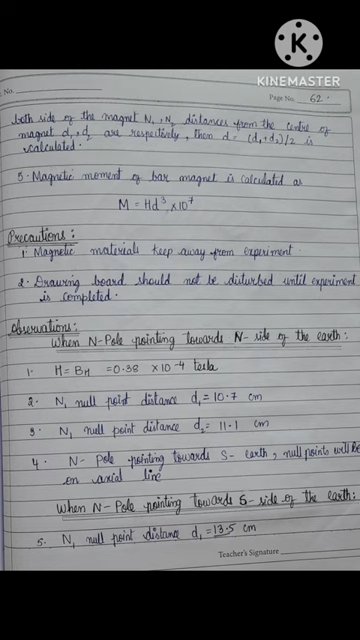 KINEMASTER
No.
Page No. 62
both side of the magnet N₁, N₂ distances from the centre of
magnet d₁, d₂ are respectively, then d = (d₁ + d₂)/2 is
calculated.
5- Magnetic moment of bar magnet is calculated as
M = Hd³ × 10⁷
Precautions:
1. Magnetic materials keep away from experiment.
2. Drawing board should not be disturbed until experiment
is completed.
Observations:
When N-Pole pointing towards N- side of the earth:
1. H = B_H = 0.38 × 10 -4 tesla
2. N₁ null point distance d₁ = 10.7 cm
3. N₁ null point distance d₂ = 11.1 cm
4. N- Pole pointing towards S- earth, null points will be
on axial line
When N-Pole pointing towards S- side of the earth:
5. N₁ null point distance d₁ = 13.5 cm
Teacher's Signature